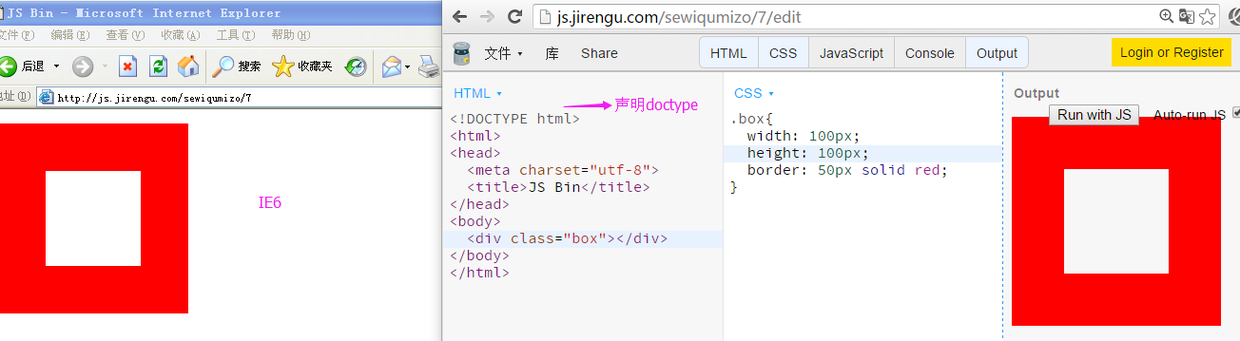 JS Bin - Microsoft Internet Explorer
文件(F) 编辑(E) 查看(V) 收藏(A) 工具(T) 帮助(H)
后退 搜索 收藏夹
地址(D) http://js.jirengu.com/sewiqumizo/7
IE6
js.jirengu.com/sewiqumizo/7/edit
文件 库 Share HTML CSS JavaScript Console Output Login or Register
HTML
声明doctype
<!DOCTYPE html>
<html>
<head>
<meta charset="utf-8">
<title>JS Bin</title>
</head>
<body>
<div class="box"></div>
</body>
</html>
CSS
.box{
width: 100px;
height: 100px;
border: 50px solid red;
}
Output
Run with JS Auto-run JS